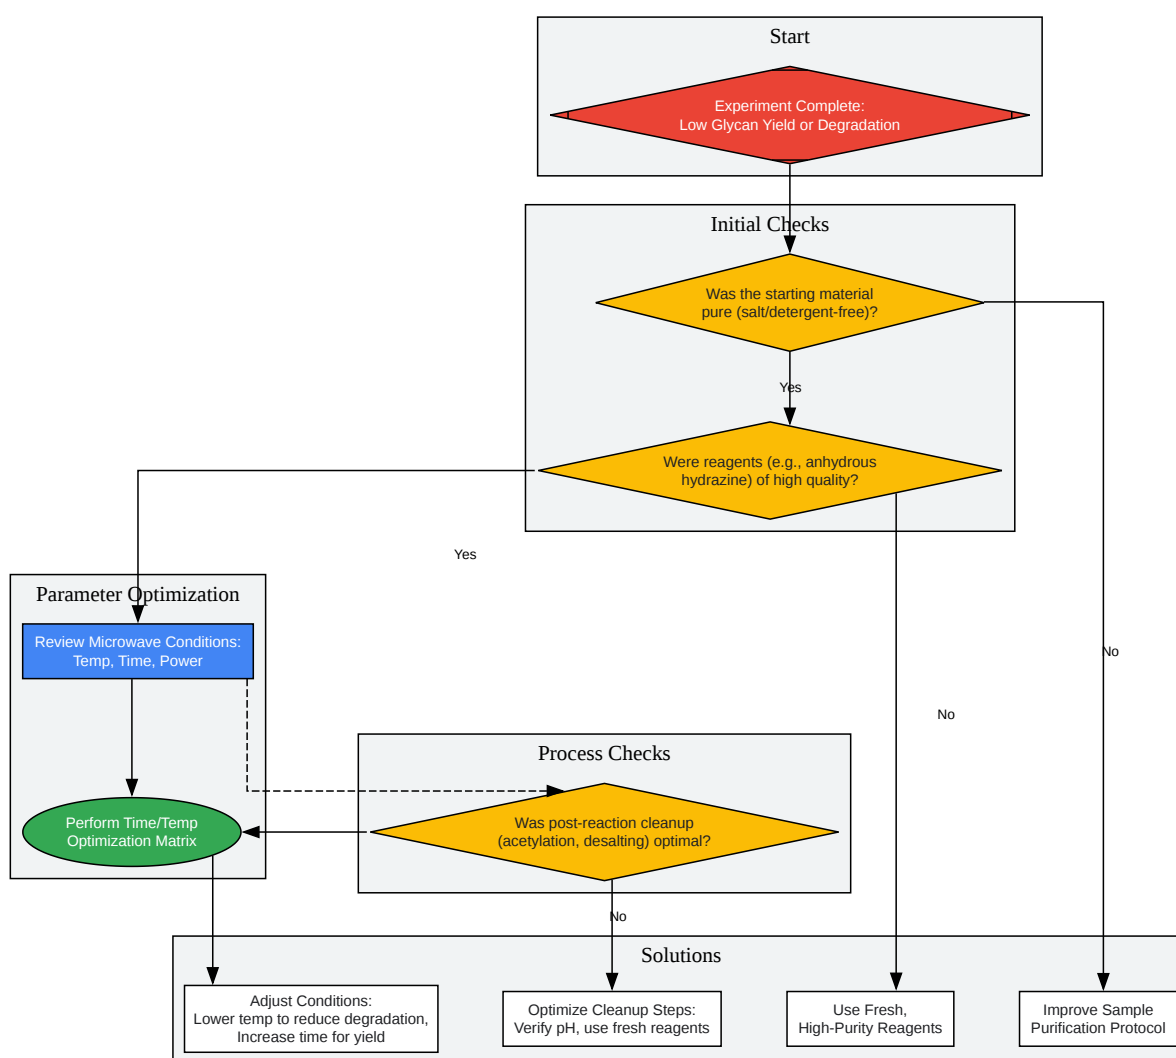 Start
Experiment Complete:
Low Glycan Yield or Degradation
Initial Checks
Was the starting material
pure (salt/detergent-free)?
Yes
Were reagents (e.g., anhydrous
hydrazine) of high quality?
Yes
Parameter Optimization
Review Microwave Conditions:
Temp, Time, Power
No
No
Process Checks
Perform Time/Temp
Optimization Matrix
Was post-reaction cleanup
(acetylation, desalting) optimal?
No
Solutions
Adjust Conditions:
Lower temp to reduce degradation,
Increase time for yield
Optimize Cleanup Steps:
Verify pH, use fresh reagents
Use Fresh,
High-Purity Reagents
Improve Sample
Purification Protocol